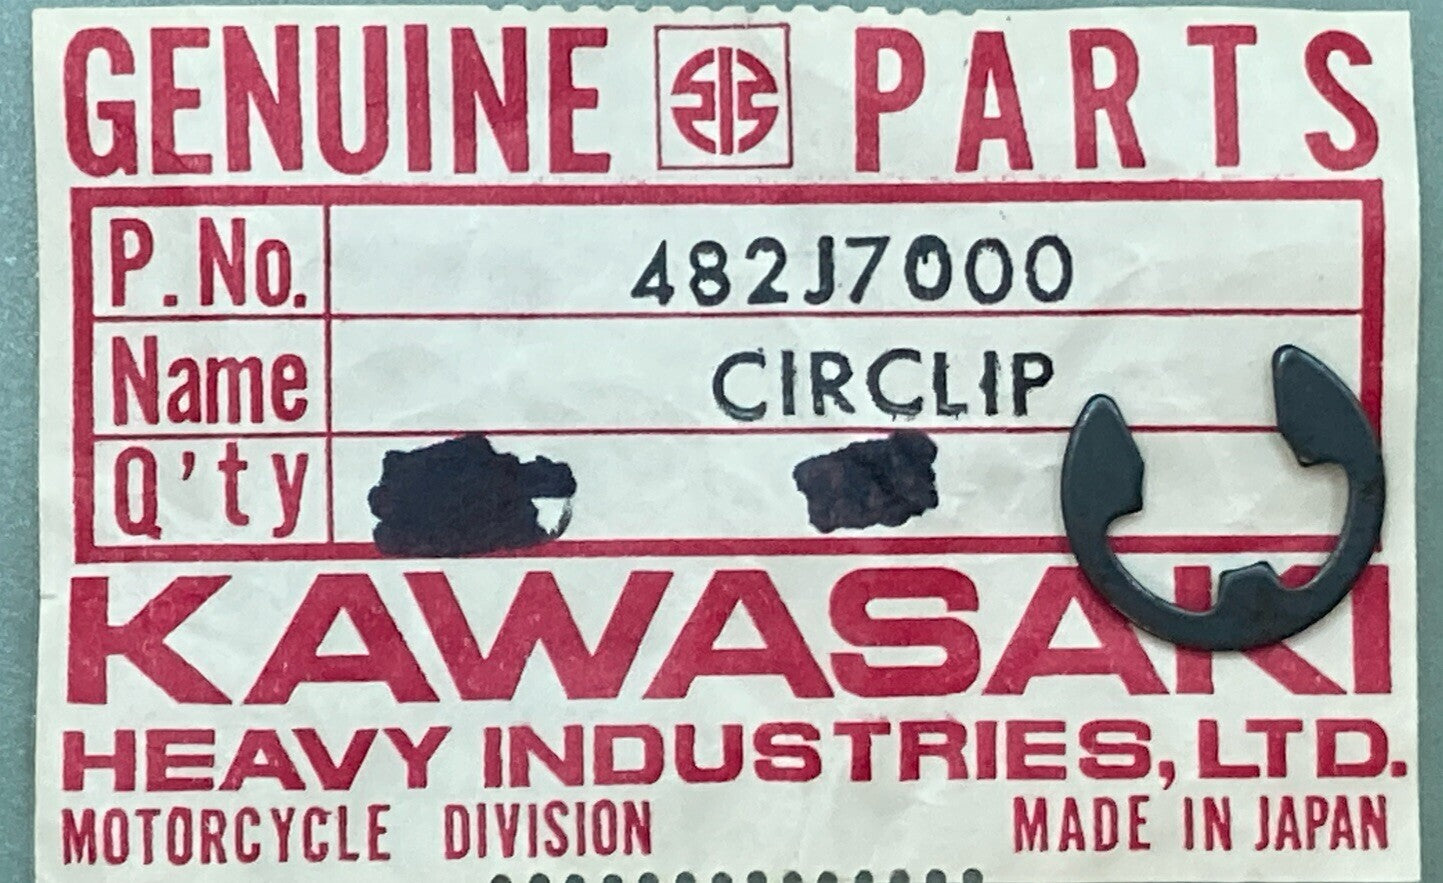 GENUINE PARTS
P. No. 482J7000
Name CIRCLIP
Q'ty
KAWASAKI
HEAVY INDUSTRIES, LTD.
MOTORCYCLE DIVISION MADE IN JAPAN